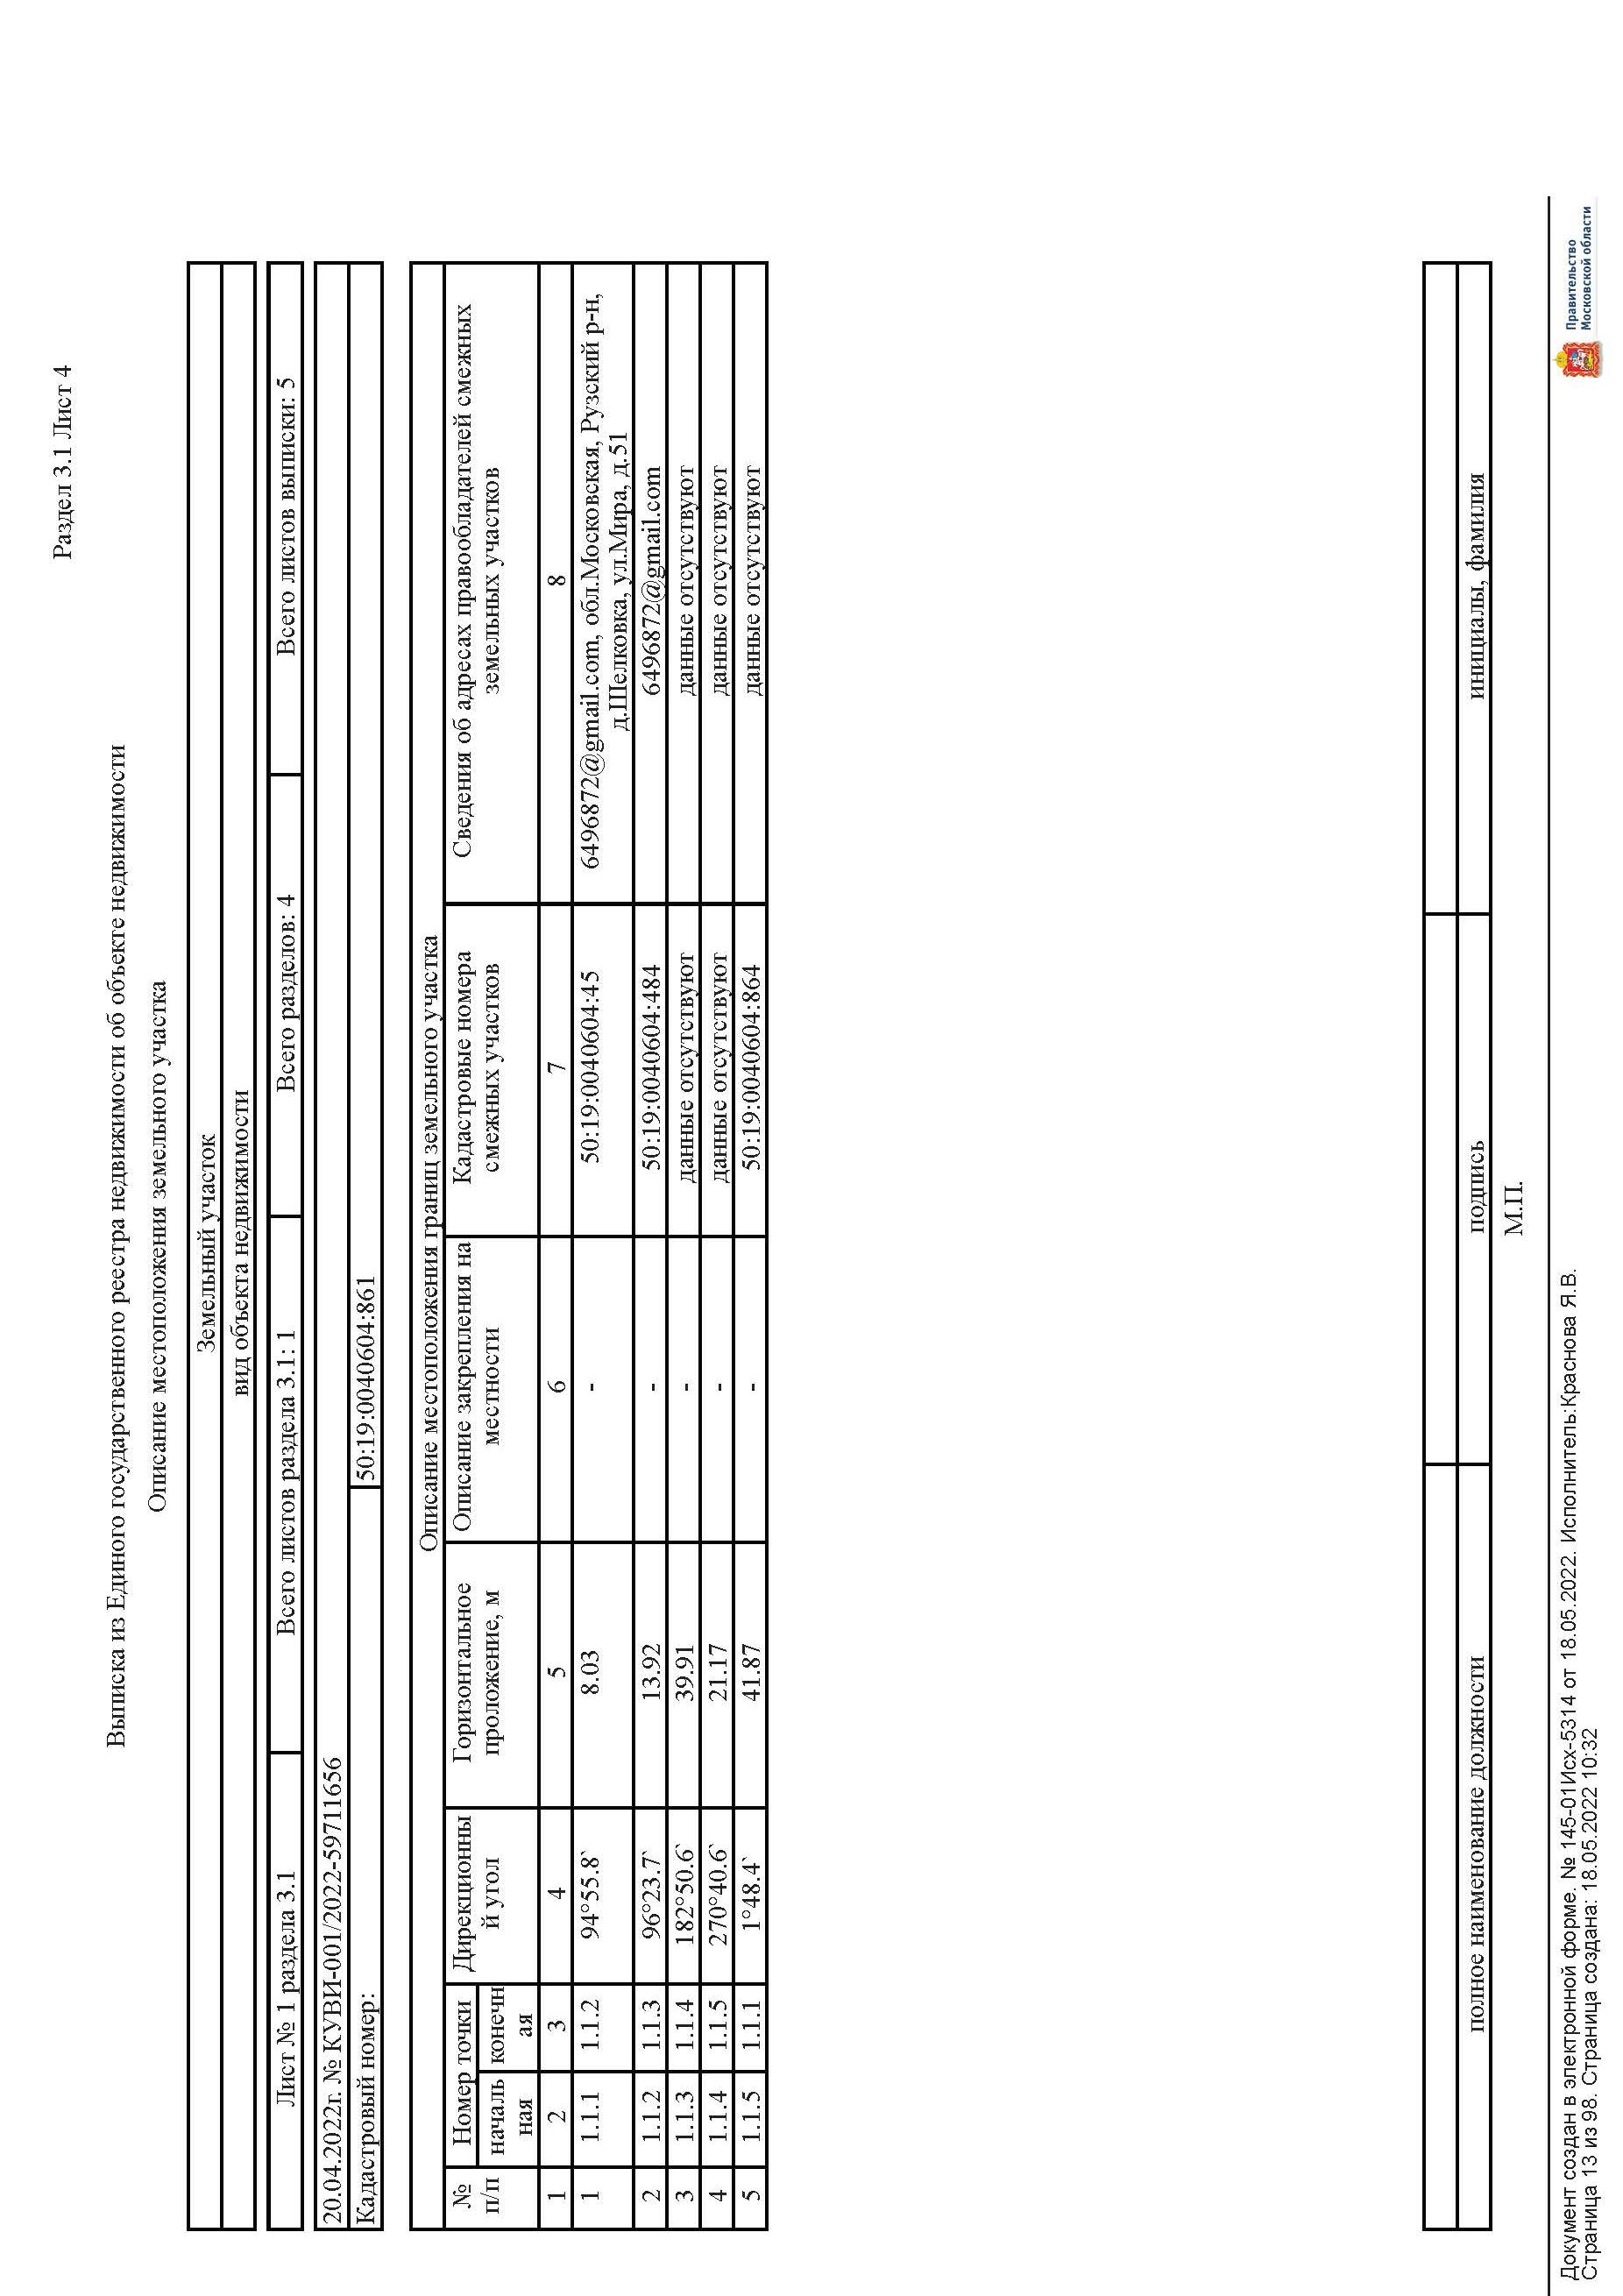 Раздел 3.1 Лист 4
Выписка из Единого государственного реестра недвижимости об объекте недвижимости
Описание местоположения земельного участка
Земельный участок
вид объекта недвижимости
Лист № 1 раздела 3.1 Всего листов раздела 3.1: 1 Всего разделов: 4 Всего листов выписки: 5
20.04.2022г. № КУВИ-001/2022-59711656
Кадастровый номер: 50:19:0040604:861
Описание местоположения границ земельного участка
№ Номер точки Дирекционны Горизонтальное Описание закрепления на Кадастровые номера Сведения об адресах правообладателей смежных
п/п началь конечн й угол проложение, м местности смежных участков земельных участков
ная ая
1 2 3 4 5 6 7 8
1 1.1.1 1.1.2 94°55.8` 8.03 - 50:19:0040604:45 6496872@gmail.com, обл.Московская, Рузский р-н,
д.Шелковка, ул.Мира, д.51
2 1.1.2 1.1.3 96°23.7` 13.92 - 50:19:0040604:484 6496872@gmail.com
3 1.1.3 1.1.4 182°50.6` 39.91 - данные отсутствуют данные отсутствуют
4 1.1.4 1.1.5 270°40.6` 21.17 - данные отсутствуют данные отсутствуют
5 1.1.5 1.1.1 1°48.4` 41.87 - 50:19:0040604:864 данные отсутствуют
полное наименование должности подпись инициалы, фамилия
М.П.
Документ создан в электронной форме. № 145-01Исх-5314 от 18.05.2022. Исполнитель:Краснова Я.В.
Страница 13 из 98. Страница создана: 18.05.2022 10:32
Правительство
Московской области